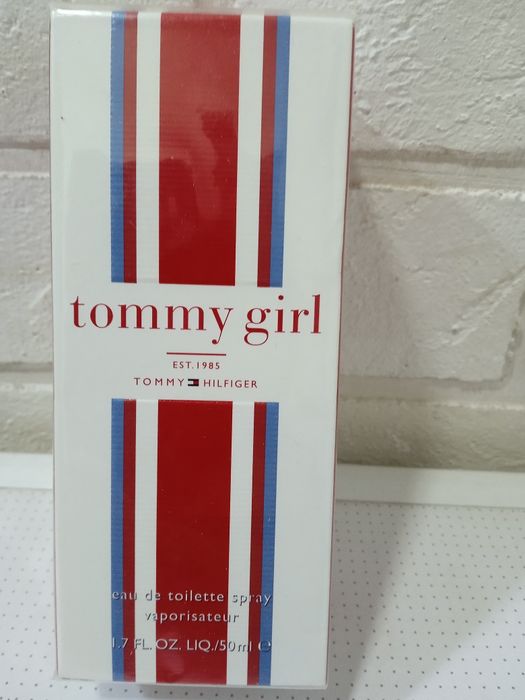 tommy girl
EST. 1985
TOMMY HILFIGER
eau de toilette spray
vaporisateur
1.7 FL. OZ. LIQ./50ml ℮